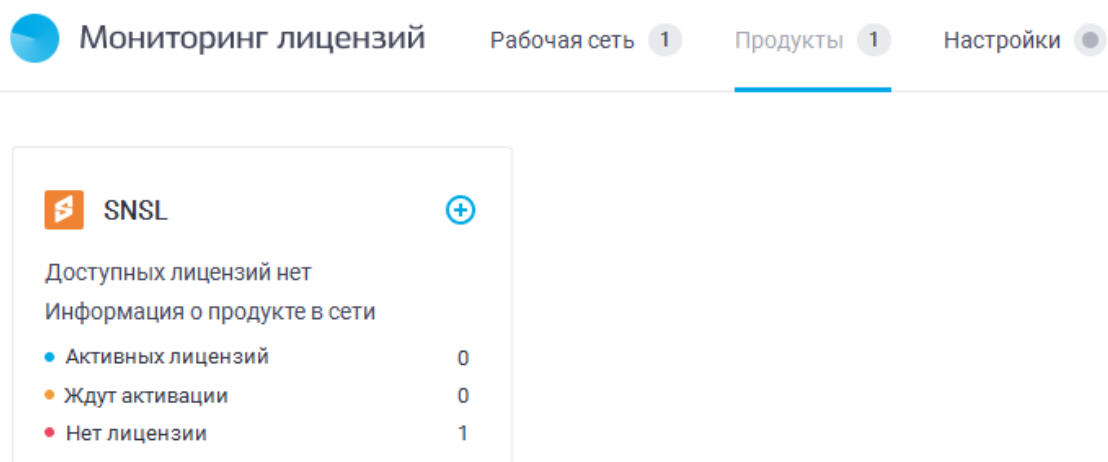 Мониторинг лицензий Рабочая сеть 1 Продукты 1 Настройки
SNSL
Доступных лицензий нет
Информация о продукте в сети
Активных лицензий 0
Ждут активации 0
Нет лицензии 1